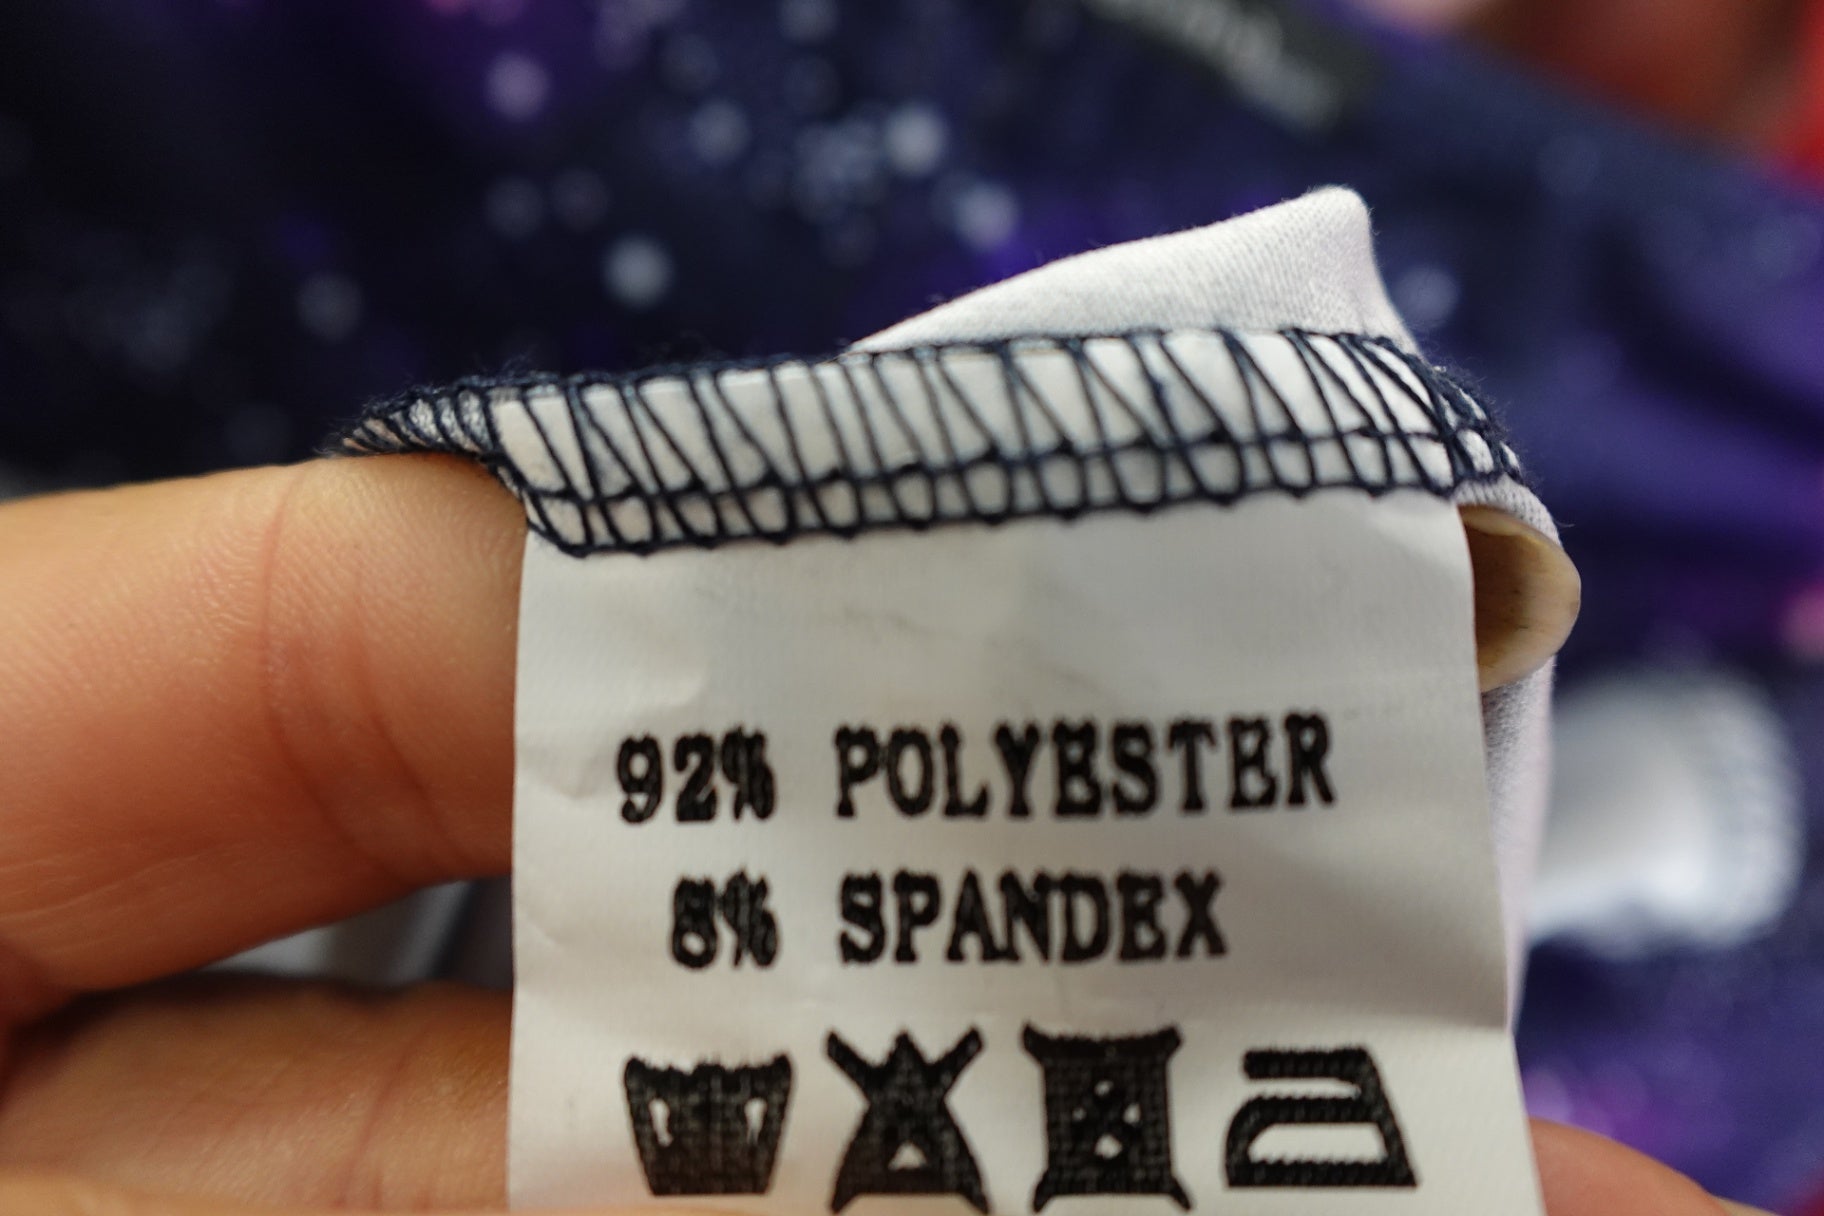 92% POLYESTER
8% SPANDEX